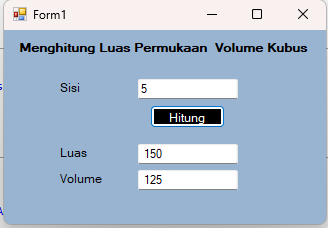 Form1
Menghitung Luas Permukaan Volume Kubus
Sisi 5
Hitung
Luas 150
Volume 125